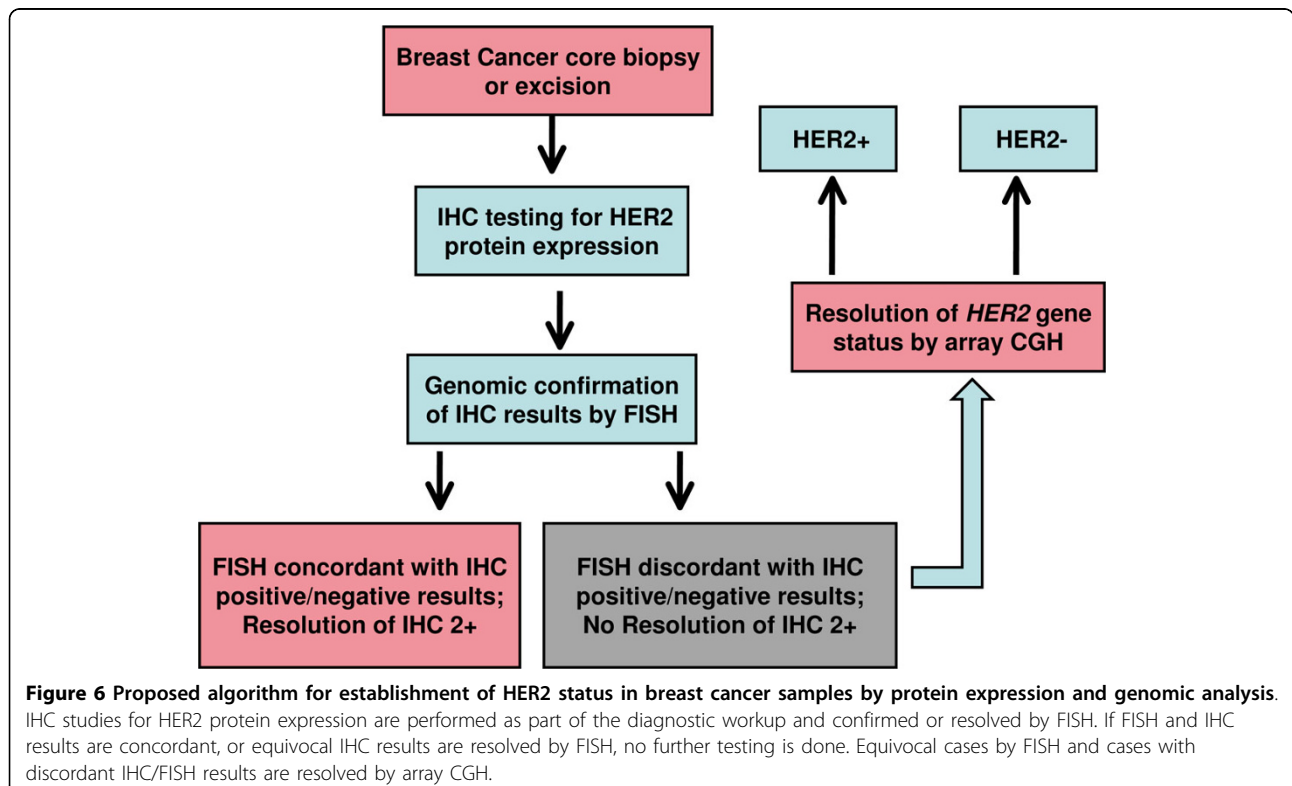 Breast Cancer core biopsy
or excision
HER2+
HER2-
IHC testing for HER2
protein expression
Resolution of HER2 gene
status by array CGH
Genomic confirmation
of IHC results by FISH
FISH concordant with IHC
positive/negative results;
Resolution of IHC 2+
FISH discordant with IHC
positive/negative results;
No Resolution of IHC 2+
Figure 6 Proposed algorithm for establishment of HER2 status in breast cancer samples by protein expression and genomic analysis.
IHC studies for HER2 protein expression are performed as part of the diagnostic workup and confirmed or resolved by FISH. If FISH and IHC
results are concordant, or equivocal IHC results are resolved by FISH, no further testing is done. Equivocal cases by FISH and cases with
discordant IHC/FISH results are resolved by array CGH.